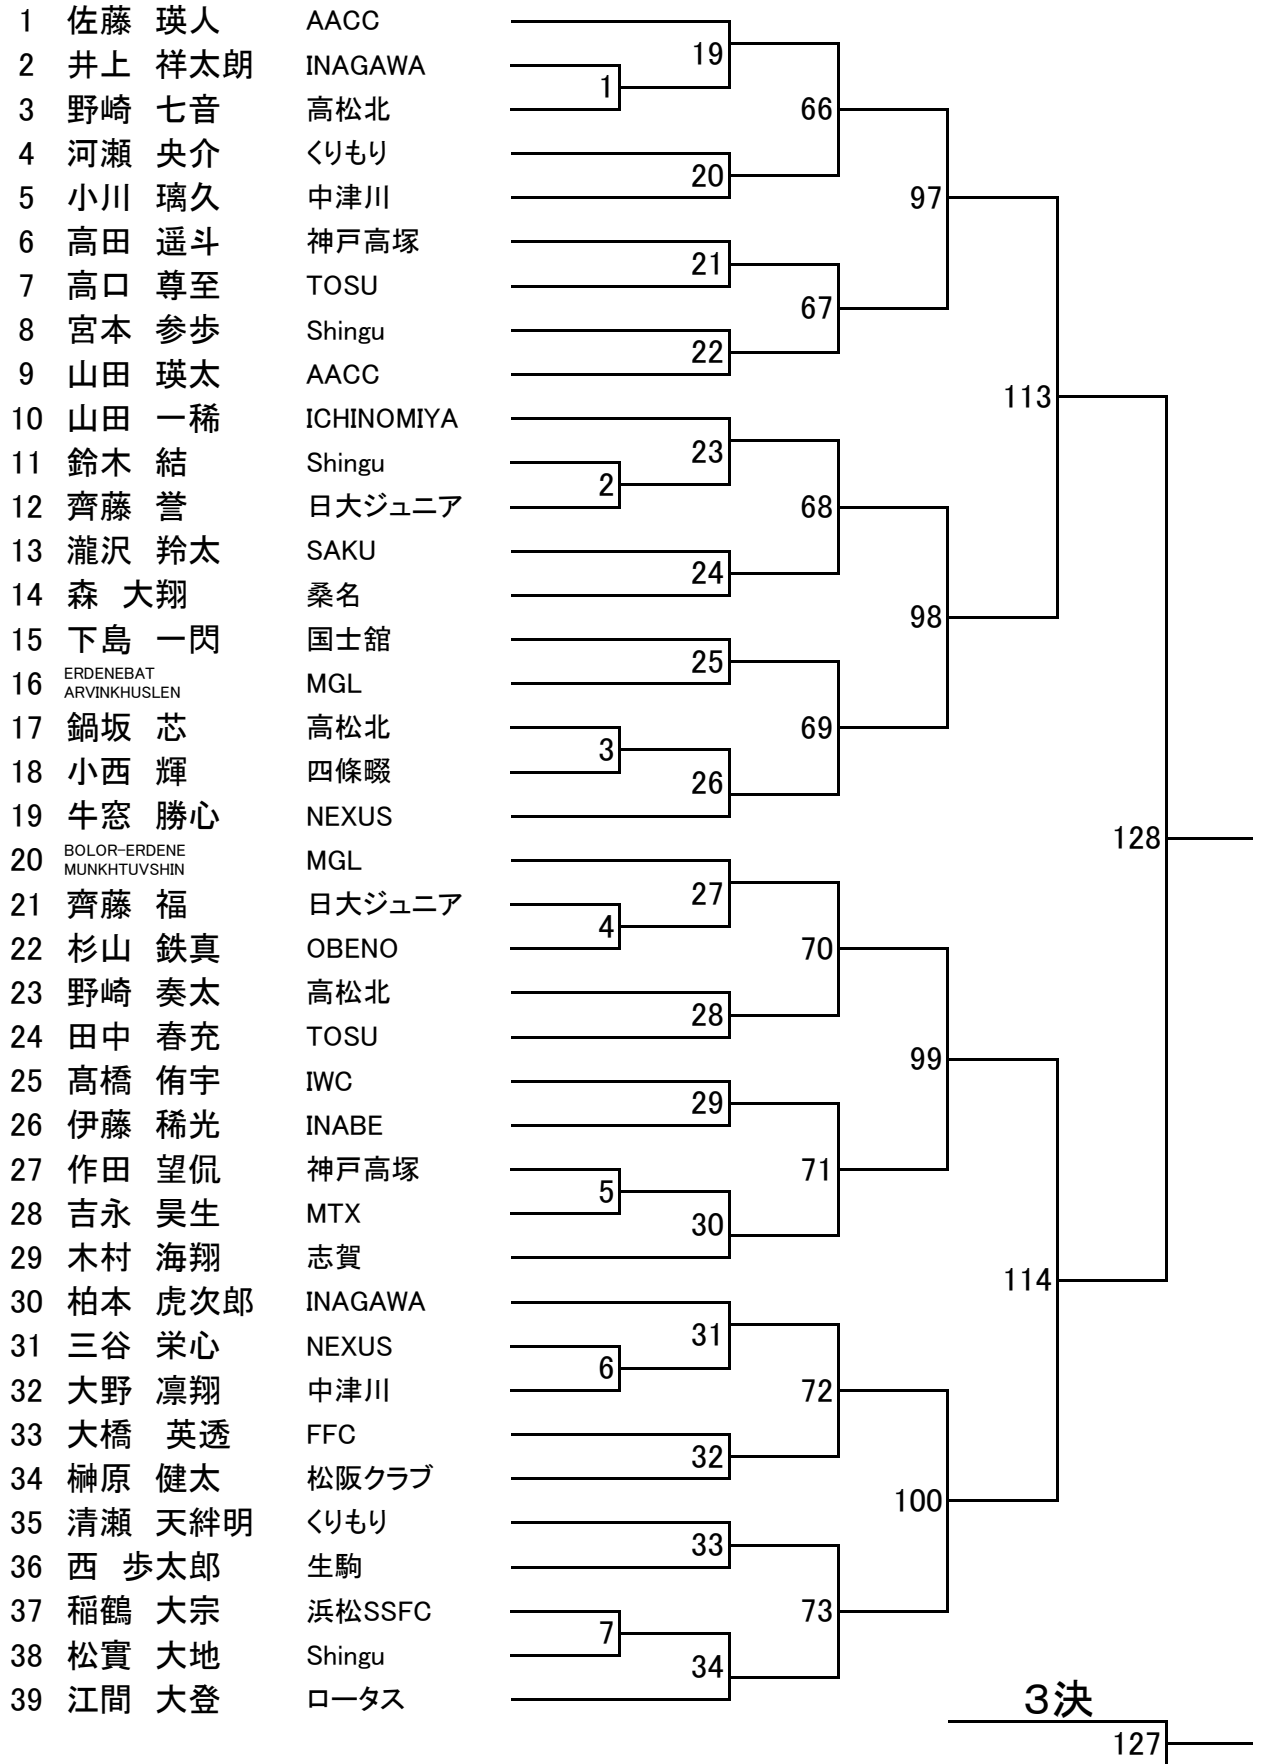 1 佐藤 瑛人 AACC
2 井上 祥太朗 INAGAWA
3 野崎 七音 高松北
4 河瀬 央介 くりもり
5 小川 璃久 中津川
6 高田 遥斗 神戸高塚
7 高口 尊至 TOSU
8 宮本 参歩 Shingu
9 山田 瑛太 AACC
10 山田 一稀 ICHINOMIYA
11 鈴木 結 Shingu
12 齊藤 誉 日大ジュニア
13 瀧沢 羚太 SAKU
14 森 大翔 桑名
15 下島 一閃 国士舘
16 ERDENEBAT ARVINKHUSLEN MGL
17 鍋坂 芯 高松北
18 小西 輝 四條畷
19 牛窓 勝心 NEXUS
20 BOLOR-ERDENE MUNKHTUVSHIN MGL
21 齊藤 福 日大ジュニア
22 杉山 鉄真 OBENO
23 野崎 奏太 高松北
24 田中 春充 TOSU
25 髙橋 侑宇 IWC
26 伊藤 稀光 INABE
27 作田 望侃 神戸高塚
28 吉永 昊生 MTX
29 木村 海翔 志賀
30 柏本 虎次郎 INAGAWA
31 三谷 栄心 NEXUS
32 大野 凛翔 中津川
33 大橋 英透 FFC
34 榊原 健太 松阪クラブ
35 清瀬 天絆明 くりもり
36 西 歩太郎 生駒
37 稲鶴 大宗 浜松SSFC
38 松實 大地 Shingu
39 江間 大登 ロータス
1
2
3
4
5
6
7
19
20
21
22
23
24
25
26
27
28
29
30
31
32
33
34
66
67
68
69
70
71
72
73
97
98
99
100
113
114
128
３決
127